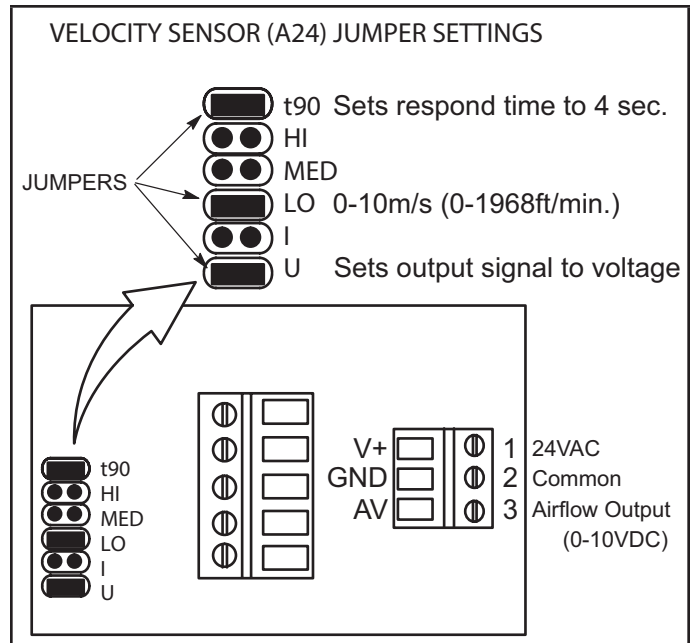 VELOCITY SENSOR (A24) JUMPER SETTINGS
t90 Sets respond time to 4 sec.
HI
MED
JUMPERS
LO 0-10m/s (0-1968ft/min.)
I
U Sets output signal to voltage
t90
HI
MED
LO
I
U
V+ 1 24VAC
GND 2 Common
AV 3 Airflow Output
(0-10VDC)